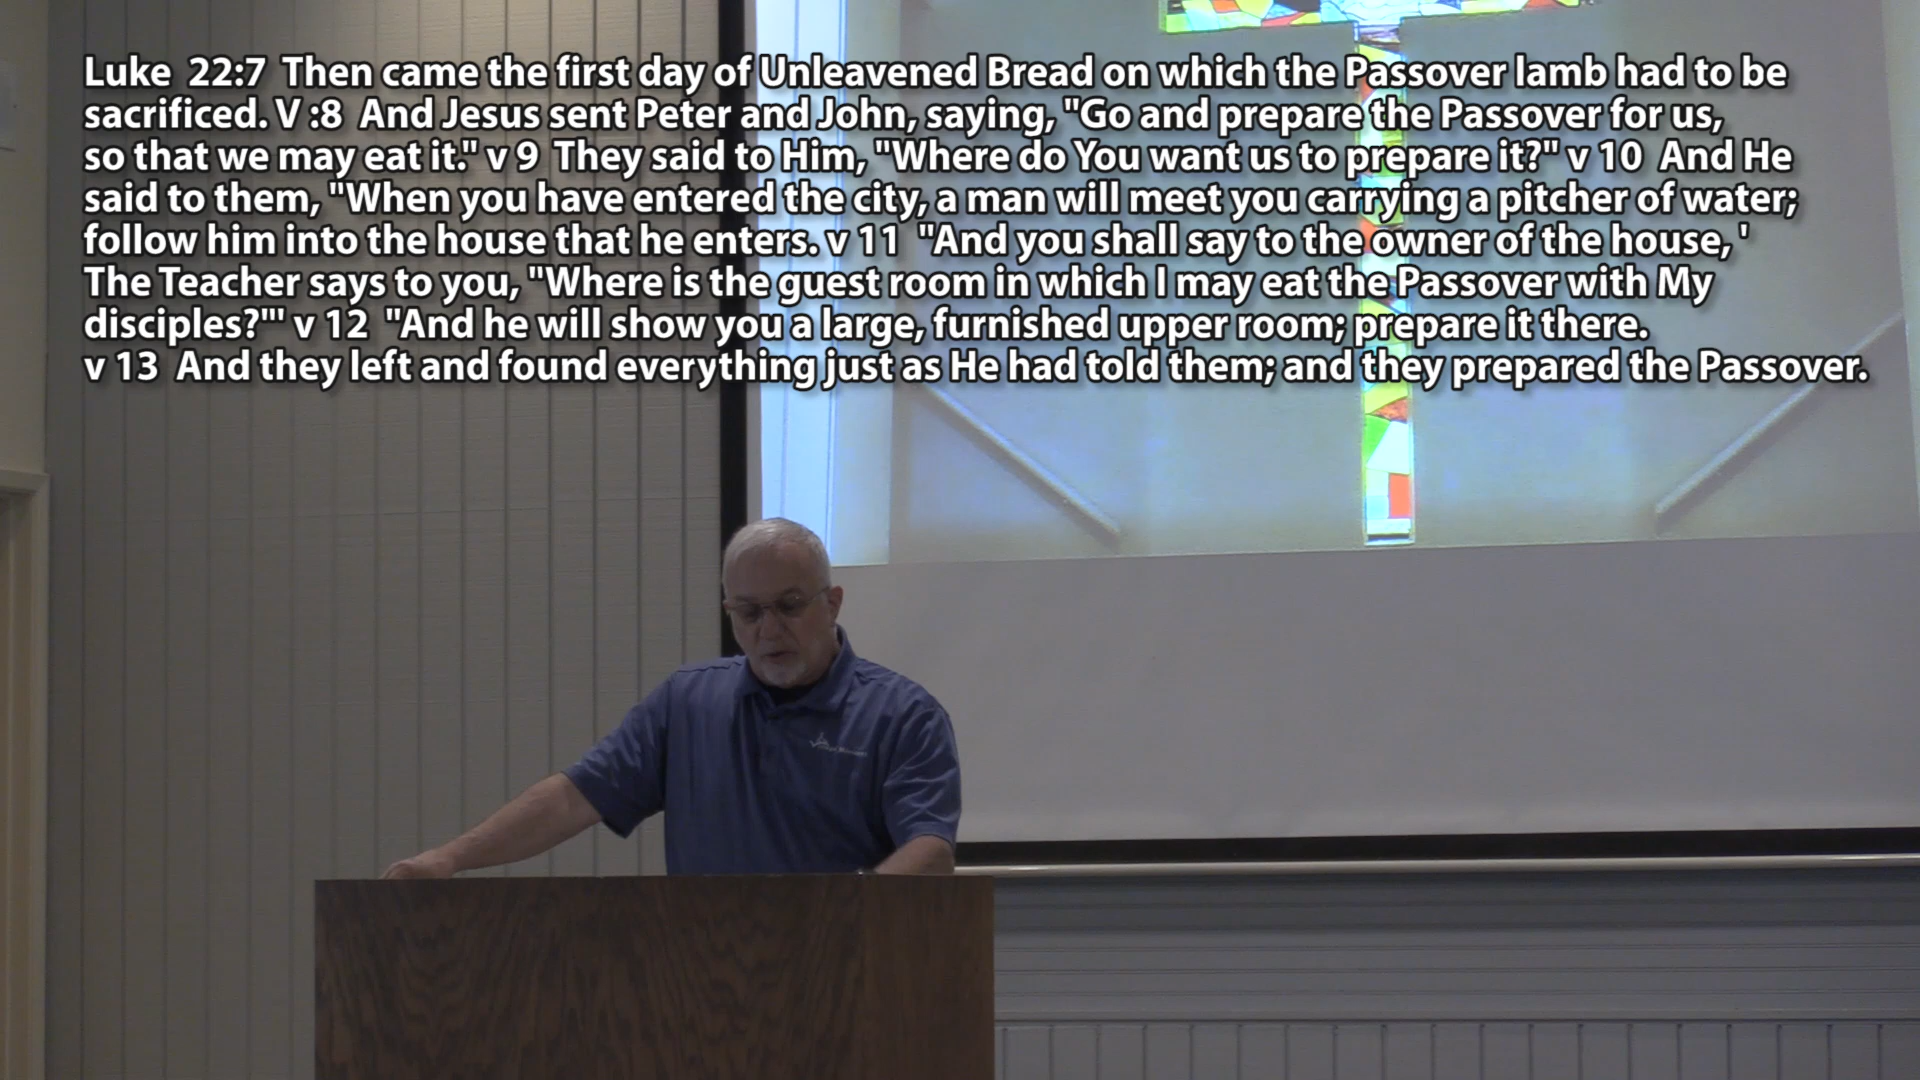 Luke  22:7  Then came the first day of Unleavened Bread on which the Passover lamb had to be
sacrificed. V :8  And Jesus sent Peter and John, saying, "Go and prepare the Passover for us,
so that we may eat it." v 9  They said to Him, "Where do You want us to prepare it?" v 10  And He
said to them, "When you have entered the city, a man will meet you carrying a pitcher of water;
follow him into the house that he enters. v 11  "And you shall say to the owner of the house, '
The Teacher says to you, "Where is the guest room in which I may eat the Passover with My
disciples?"' v 12  "And he will show you a large, furnished upper room; prepare it there.
v 13  And they left and found everything just as He had told them; and they prepared the Passover.